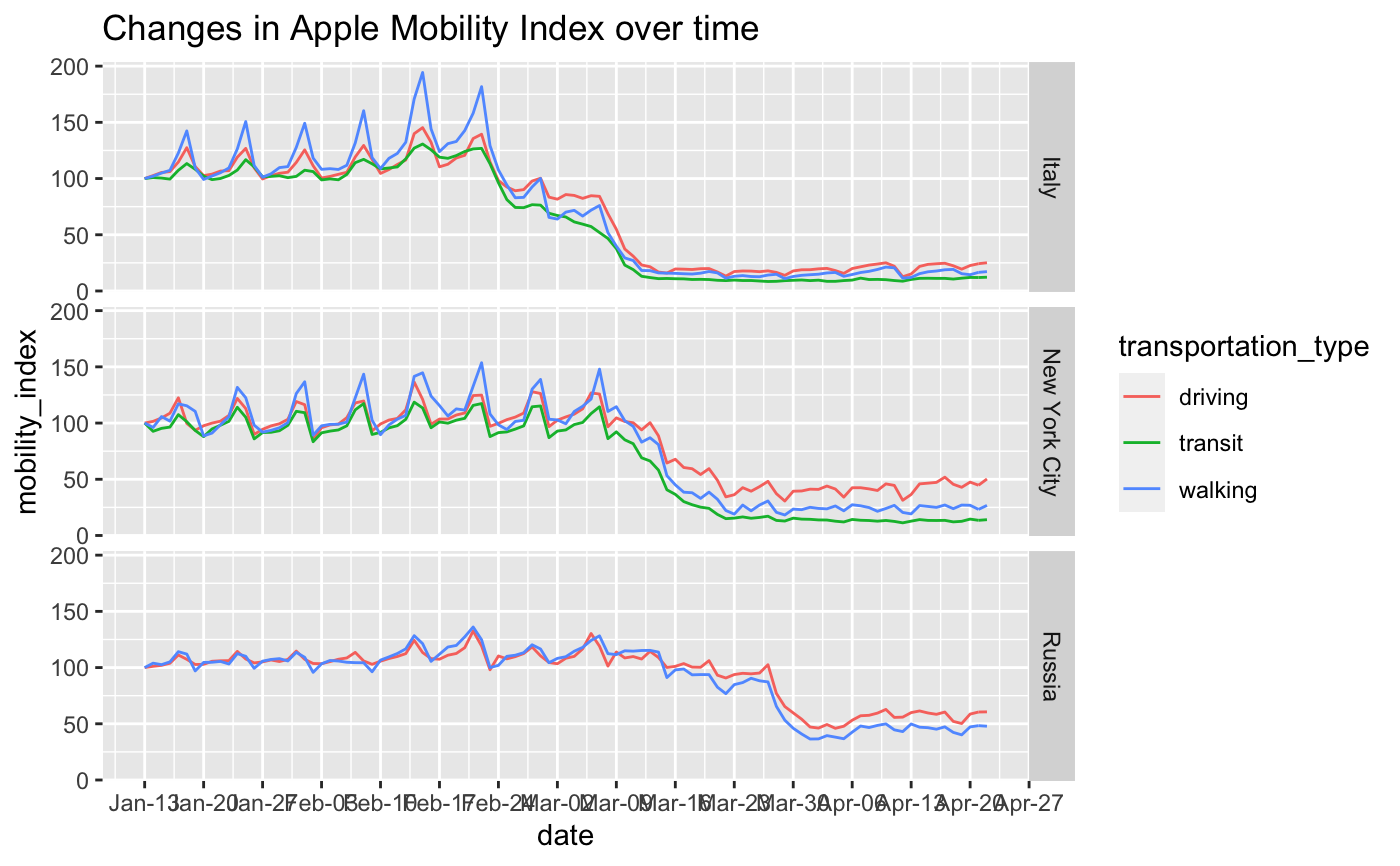 Changes in Apple Mobility Index over time
200
150
100
50
0
Italy
200
150
100
50
0
New York City
200
150
100
50
0
Russia
mobility_index
Jan-13 Jan-20 Jan-27 Feb-03 Feb-10 Feb-17 Feb-24 Mar-02 Mar-09 Mar-16 Mar-23 Mar-30 Apr-06 Apr-13 Apr-20 Apr-27
date
transportation_type
driving
transit
walking